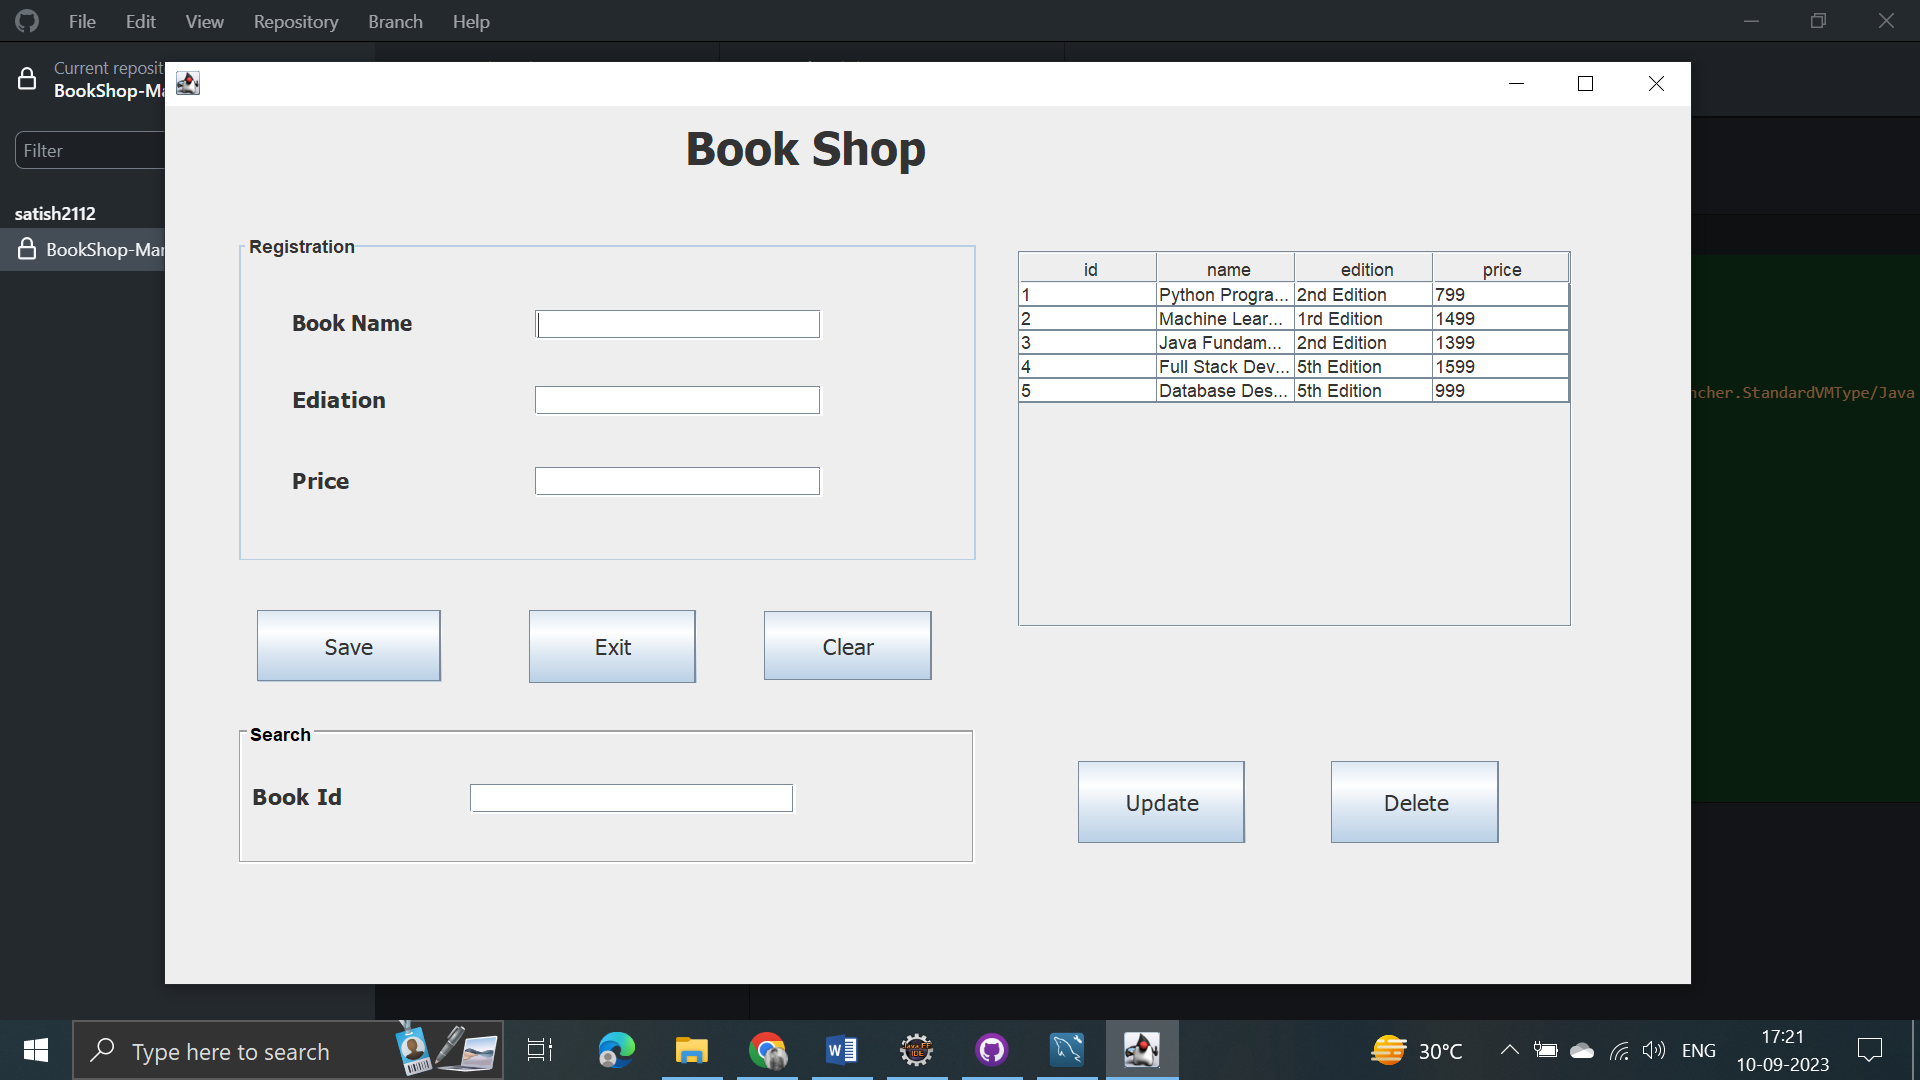 File Edit View Repository Branch Help
Current reposit
BookShop-Ma
Filter
satish2112
BookShop-Mar
Book Shop
Registration
Book Name
Ediation
Price
Save Exit Clear
Search
Book Id
id name edition price
1 Python Progra... 2nd Edition 799
2 Machine Lear... 1rd Edition 1499
3 Java Fundam... 2nd Edition 1399
4 Full Stack Dev... 5th Edition 1599
5 Database Des... 5th Edition 999
Update Delete
ncher.StandardVMType/Java
Type here to search
30°C
ENG
17:21
10-09-2023